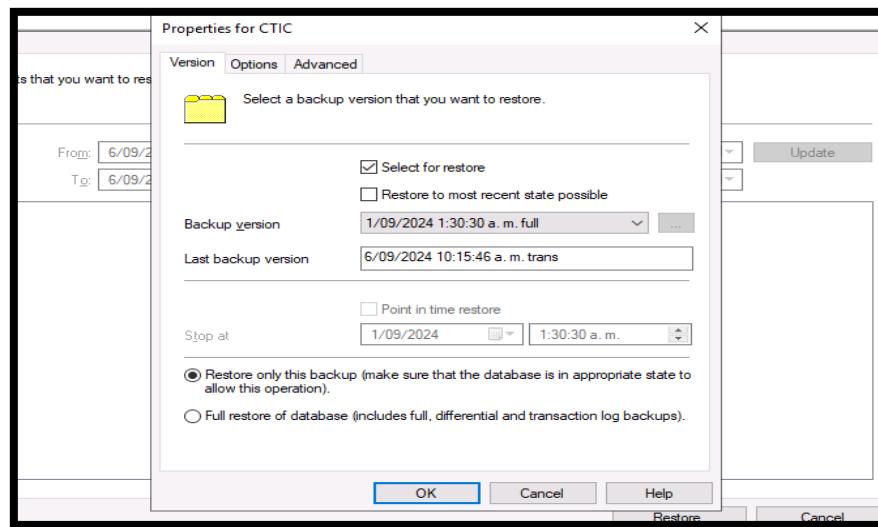 Properties for CTIC
Version Options Advanced
ts that you want to res
Select a backup version that you want to restore.
From: 6/09/2
Update
To: 6/09/2
Select for restore
Restore to most recent state possible
Backup version 1/09/2024 1:30:30 a. m. full ...
Last backup version 6/09/2024 10:15:46 a. m. trans
Point in time restore
Stop at 1/09/2024 1:30:30 a. m.
Restore only this backup (make sure that the database is in appropriate state to
allow this operation).
Full restore of database (includes full, differential and transaction log backups).
OK Cancel Help
Restore Cancel